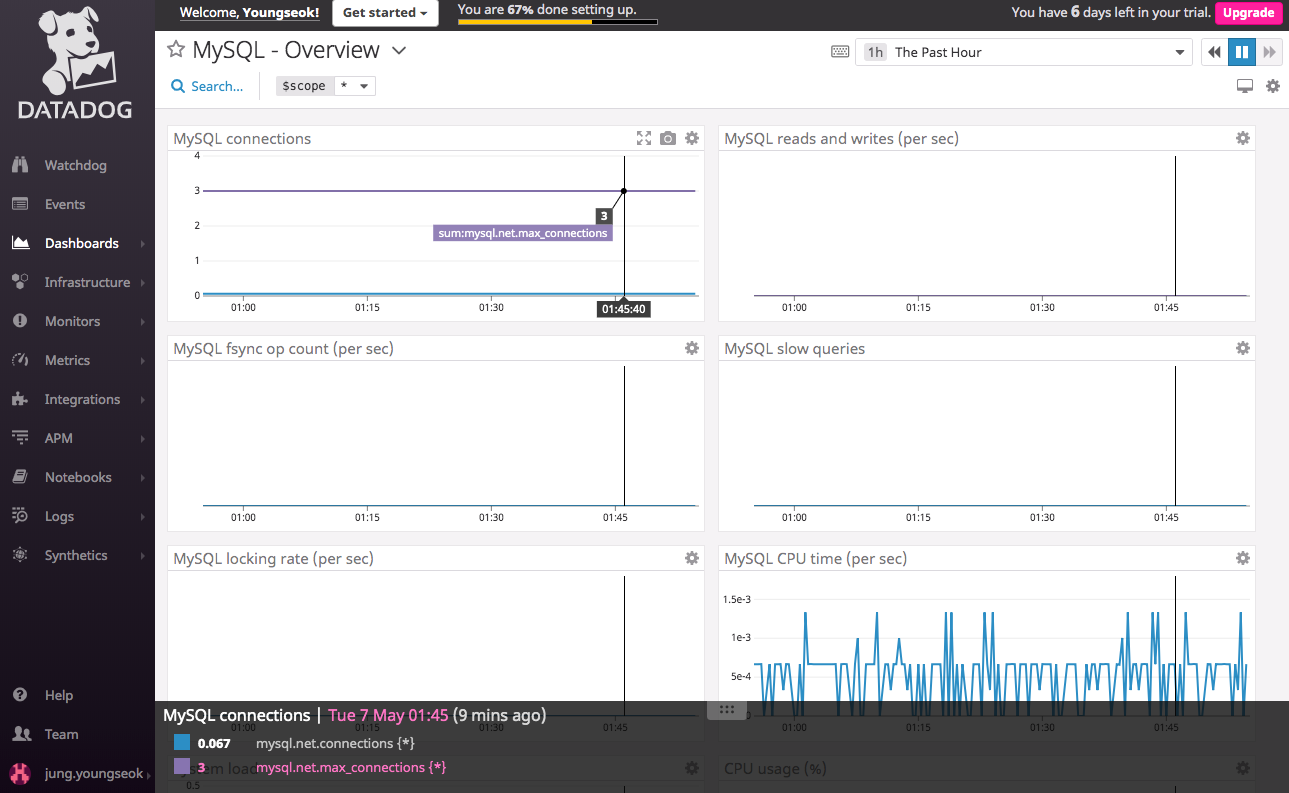 Welcome, Youngseok!
Get started
You are 67% done setting up.
You have 6 days left in your trial.
Upgrade
DATADOG
Watchdog
Events
Dashboards
Infrastructure
Monitors
Metrics
Integrations
APM
Notebooks
Logs
Synthetics
Help
Team
jung.youngseok
MySQL - Overview
1h The Past Hour
Search...
$scope *
MySQL connections
4
3
2
1
0
3
sum:mysql.net.max_connections
01:00 01:15 01:30 01:45:40
MySQL reads and writes (per sec)
01:00 01:15 01:30 01:45
MySQL fsync op count (per sec)
01:00 01:15 01:30 01:45
MySQL slow queries
01:00 01:15 01:30 01:45
MySQL locking rate (per sec)
01:00 01:15 01:30 01:45
MySQL CPU time (per sec)
1.5e-3
1e-3
5e-4
0
01:00 01:15 01:30 01:45
MySQL connections | Tue 7 May 01:45 (9 mins ago)
0.067 mysql.net.connections {*}
3 mysql.net.max_connections {*}
0.5
CPU usage (%)